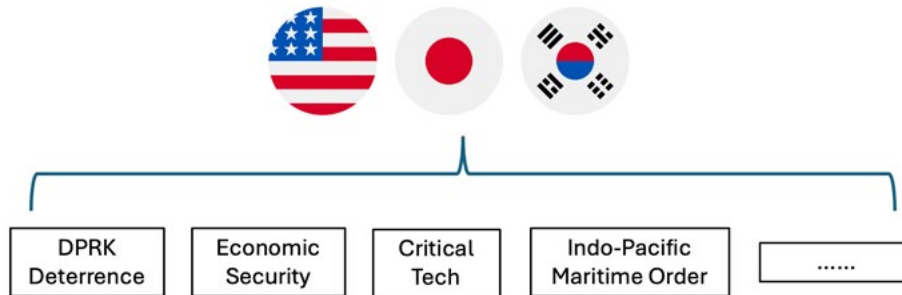 DPRK
Deterrence
Economic
Security
Critical
Tech
Indo-Pacific
Maritime Order
......